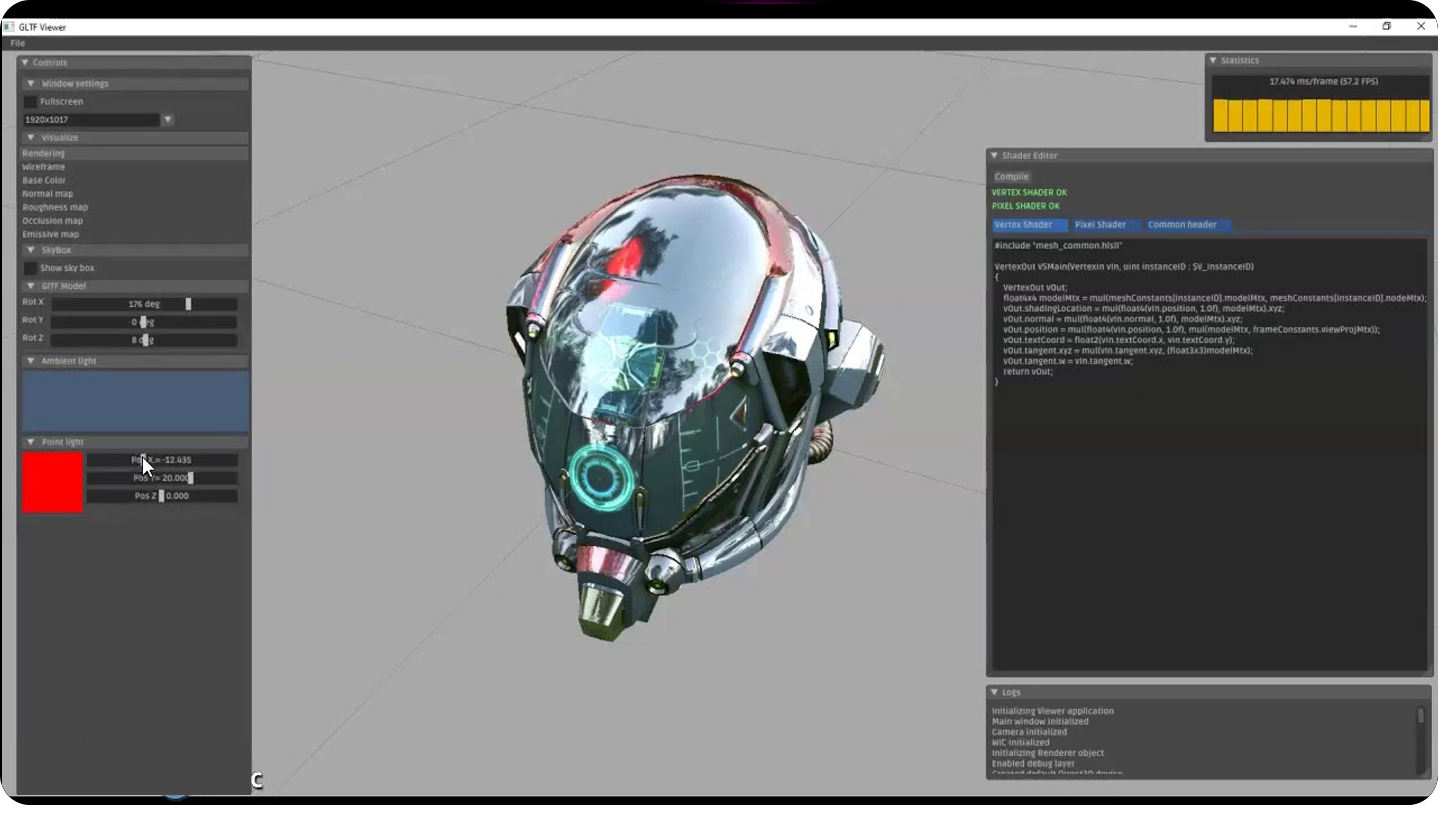 GLTF Viewer
File
Controls
Window settings
Fullscreen
1920x1017
Visualize
Rendering
Wireframe
Base Color
Normal map
Roughness map
Occlusion map
Emissive map
SkyBox
Show sky box
GlTF Model
Rot X 176 deg
Rot Y 0
Rot Z 8
Ambient light
Point light
= -12.435
Pos Y= 20.000
Pos Z 0.000
C
Statistics
17.474 ms/frame (57.2 FPS)
Shader Editor
Compile
VERTEX SHADER OK
PIXEL SHADER OK
Vertex Shader Pixel Shader Common header
#include "mesh_common.hlsli"
VertexOut VSMain(VertexIn vIn, uint instanceID : SV_InstanceID)
{
VertexOut vOut;
float4x4 modelMtx = mul(meshConstants[instanceID].modelMtx, meshConstants[instanceID].nodeMtx);
vOut.shadingLocation = mul(float4(vIn.position, 1.0f), modelMtx).xyz;
vOut.normal = mul(float4(vIn.normal, 1.0f), modelMtx).xyz;
vOut.position = mul(float4(vIn.position, 1.0f), mul(modelMtx, frameConstants.viewProjMtx));
vOut.textCoord = float2(vIn.textCoord.x, vIn.textCoord.y);
vOut.tangent.xyz = mul(vIn.tangent.xyz, (float3x3)modelMtx);
vOut.tangent.w = vIn.tangent.w;
return vOut;
}
Logs
Initializing Viewer application
Main window initialized
Camera initialized
WIC initialized
Initializing Renderer object
Enabled debug layer
Created default Direct3D device